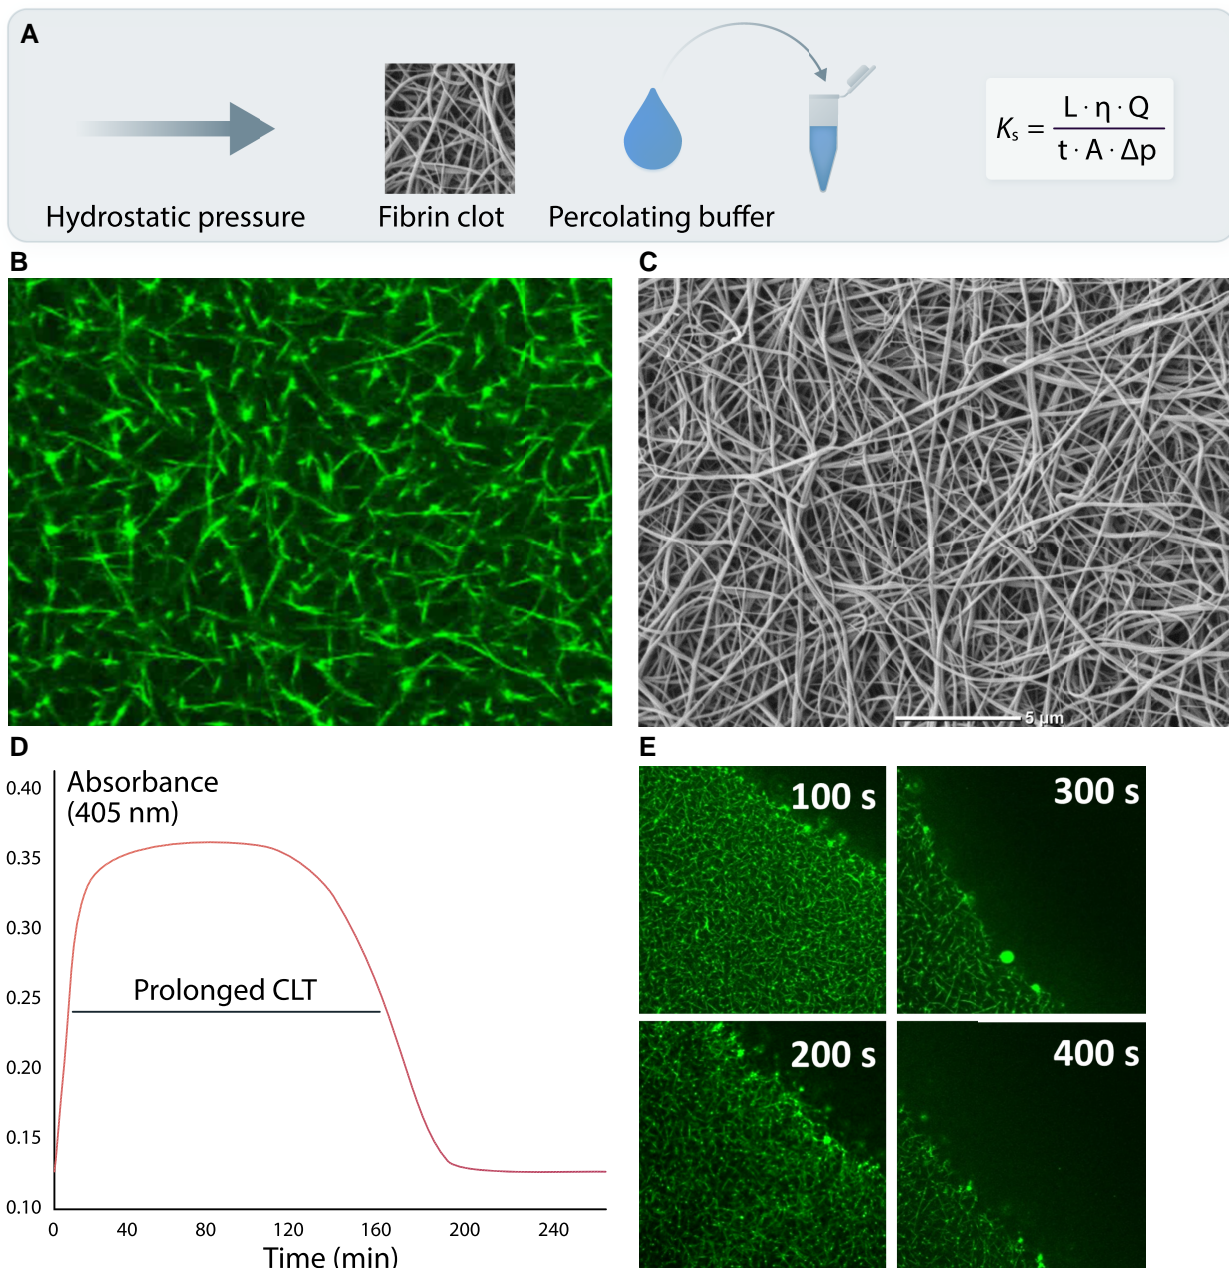 A
Hydrostatic pressure
Fibrin clot
Percolating buffer
Kₛ = L · η · Q / t · A · Δp
B
C
5 µm
D
Absorbance
(405 nm)
0.40
0.35
0.30
0.25
0.20
0.15
0.10
Prolonged CLT
0 40 80 120 160 200 240
Time (min)
E
100 s
300 s
200 s
400 s